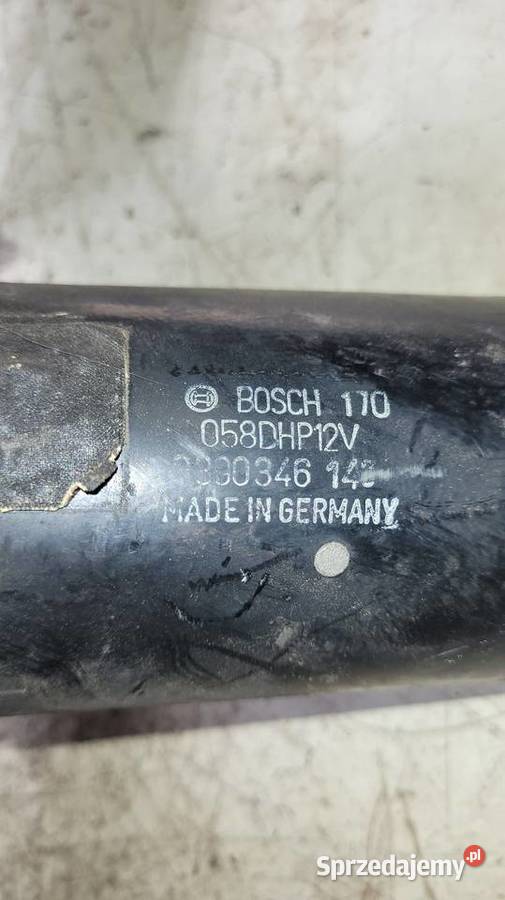 BOSCH 170
058DHP12V
MADE IN GERMANY
Sprzedajemy.pl